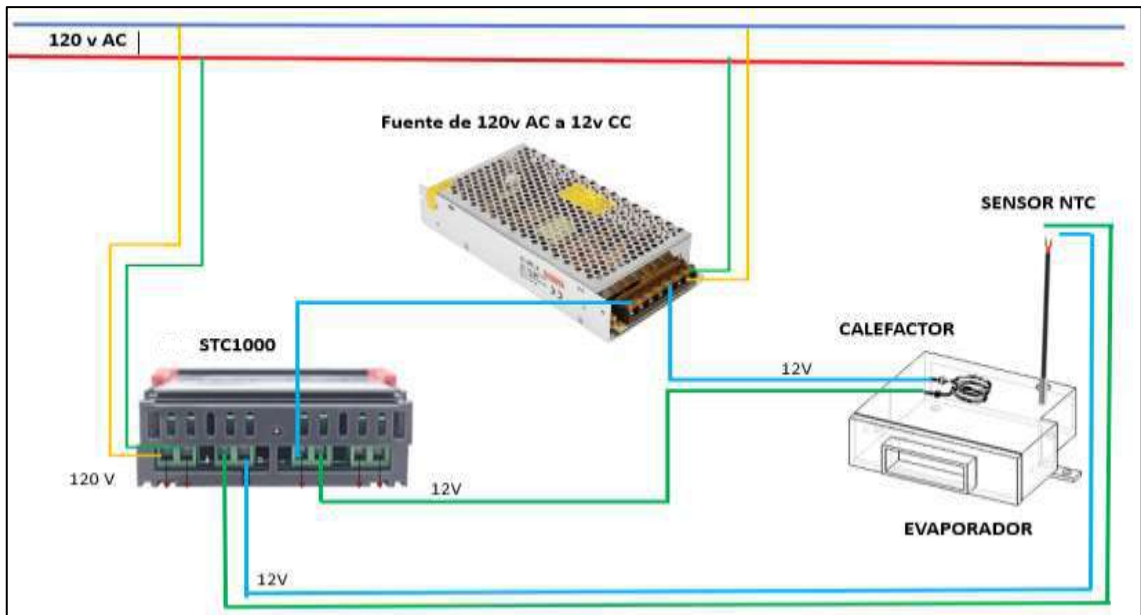 120 v AC
Fuente de 120v AC a 12v CC
SENSOR NTC
STC1000
CALEFACTOR
12V
120 V
12V
EVAPORADOR
12V